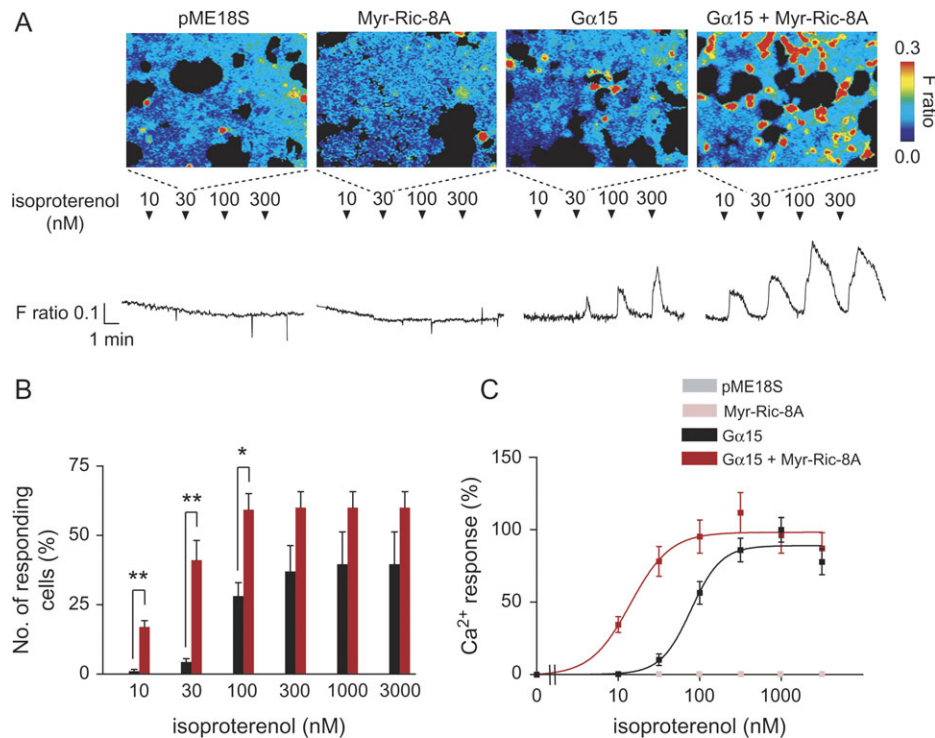 A
pME18S
Myr-Ric-8A
Gα15
Gα15 + Myr-Ric-8A
0.3
F ratio
0.0
isoproterenol
(nM)
10 30 100 300
10 30 100 300
10 30 100 300
10 30 100 300
F ratio 0.1
1 min
B
No. of responding
cells (%)
75
50
25
0
** ** *
10 30 100 300 1000 3000
isoproterenol (nM)
C
pME18S
Myr-Ric-8A
Gα15
Gα15 + Myr-Ric-8A
Ca²⁺ response (%)
150
100
50
0
0 10 100 1000
isoproterenol (nM)